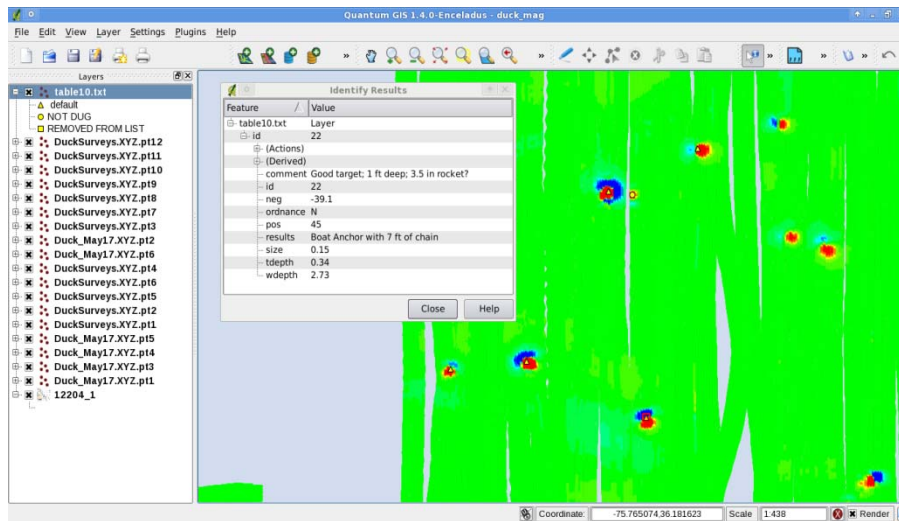 Quantum GIS 1.4.0-Enceladus - duck_mag
File Edit View Layer Settings Plugins Help
Layers
table10.txt
default
NOT DUG
REMOVED FROM LIST
DuckSurveys.XYZ.pt12
DuckSurveys.XYZ.pt11
DuckSurveys.XYZ.pt10
DuckSurveys.XYZ.pt9
DuckSurveys.XYZ.pt8
DuckSurveys.XYZ.pt7
DuckSurveys.XYZ.pt3
Duck_May17.XYZ.pt2
Duck_May17.XYZ.pt6
DuckSurveys.XYZ.pt4
DuckSurveys.XYZ.pt6
DuckSurveys.XYZ.pt5
DuckSurveys.XYZ.pt2
DuckSurveys.XYZ.pt1
Duck_May17.XYZ.pt5
Duck_May17.XYZ.pt4
Duck_May17.XYZ.pt3
Duck_May17.XYZ.pt1
12204_1
Identify Results
Feature / Value
table10.txt Layer
id 22
(Actions)
(Derived)
comment Good target; 1 ft deep; 3.5 in rocket?
id 22
neg -39.1
ordnance N
pos 45
results Boat Anchor with 7 ft of chain
size 0.15
tdepth 0.34
wdepth 2.73
Close Help
Coordinate: -75.765074,36.181623 Scale 1:438 Render